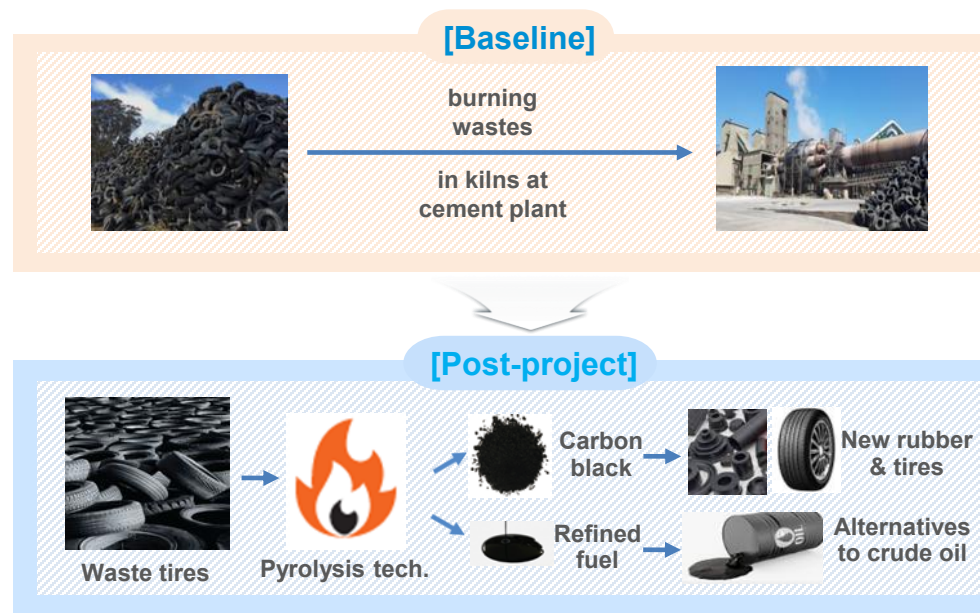 [Baseline]
burning
wastes
in kilns at
cement plant
[Post-project]
Waste tires
Pyrolysis tech.
Carbon
black
New rubber
& tires
Refined
fuel
OIL
Alternatives
to crude oil